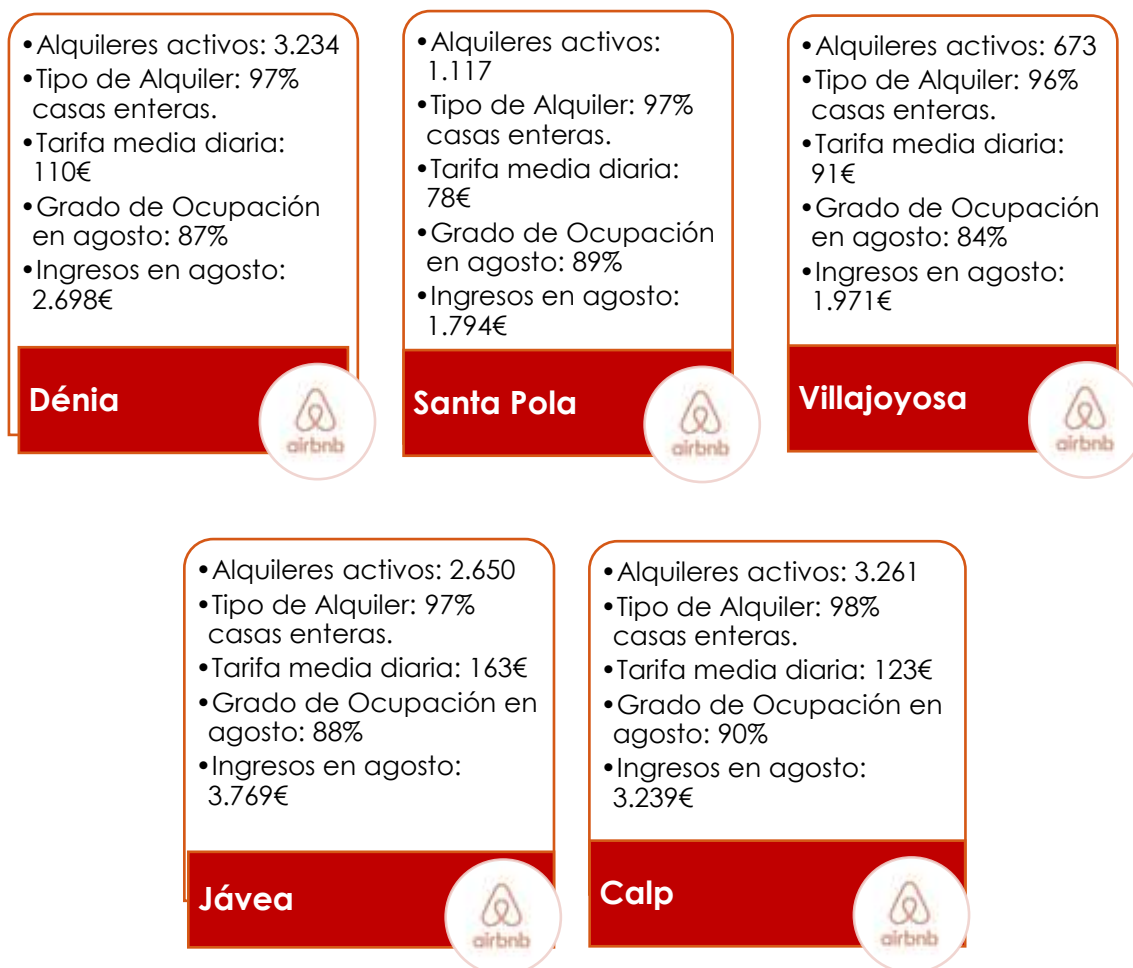 •Alquileres activos: 3.234
•Tipo de Alquiler: 97%
casas enteras.
•Tarifa media diaria:
110€
•Grado de Ocupación
en agosto: 87%
•Ingresos en agosto:
2.698€
Dénia
airbnb
•Alquileres activos:
1.117
•Tipo de Alquiler: 97%
casas enteras.
•Tarifa media diaria:
78€
•Grado de Ocupación
en agosto: 89%
•Ingresos en agosto:
1.794€
Santa Pola
airbnb
•Alquileres activos: 673
•Tipo de Alquiler: 96%
casas enteras.
•Tarifa media diaria:
91€
•Grado de Ocupación
en agosto: 84%
•Ingresos en agosto:
1.971€
Villajoyosa
airbnb
•Alquileres activos: 2.650
•Tipo de Alquiler: 97%
casas enteras.
•Tarifa media diaria: 163€
•Grado de Ocupación en
agosto: 88%
•Ingresos en agosto:
3.769€
Jávea
airbnb
•Alquileres activos: 3.261
•Tipo de Alquiler: 98%
casas enteras.
•Tarifa media diaria: 123€
•Grado de Ocupación en
agosto: 90%
•Ingresos en agosto:
3.239€
Calp
airbnb